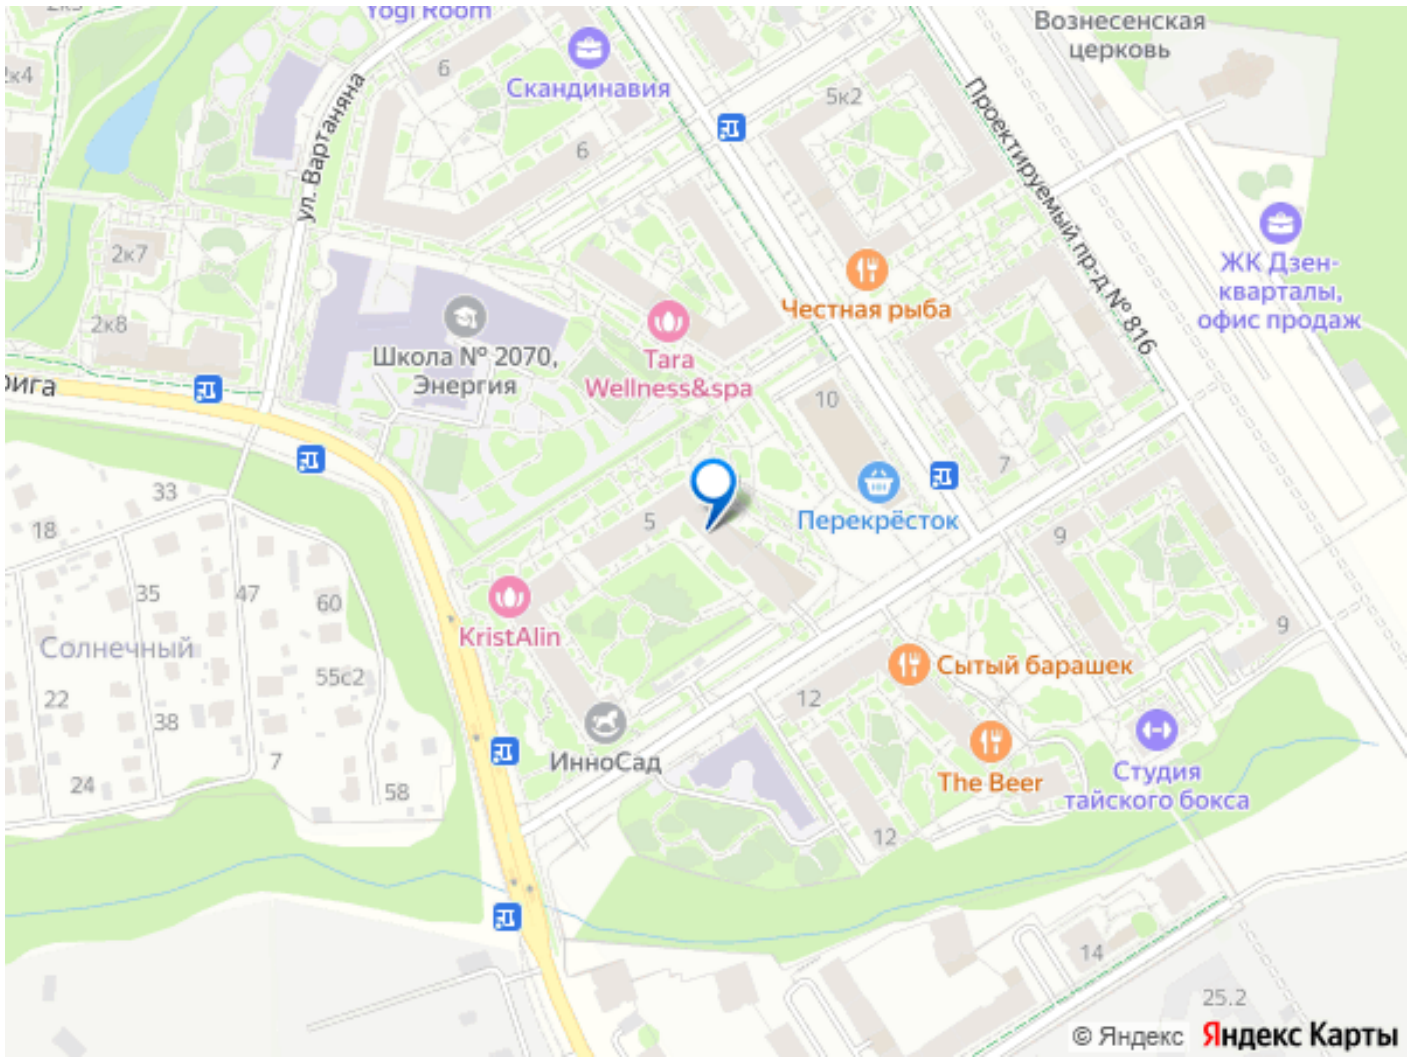 Yogi Room
Вознесенская
церковь
2к4
6
Скандинавия
5к2
ул. Вартаняна
Проектируемый пр-д № 816
6
2к7
ЖК Дзен-
кварталы,
офис продаж
Честная рыба
2к8
Школа № 2070,
Энергия
Tara
Wellness&spa
10
7
33
18
5
Перекрёсток
9
35
47
60
KristAlin
9
Солнечный
55с2
Сытый барашек
22
38
12
ИнноСад
7
24
58
The Beer
Студия
тайского бокса
12
14
25.2
© Яндекс Яндекс Карты